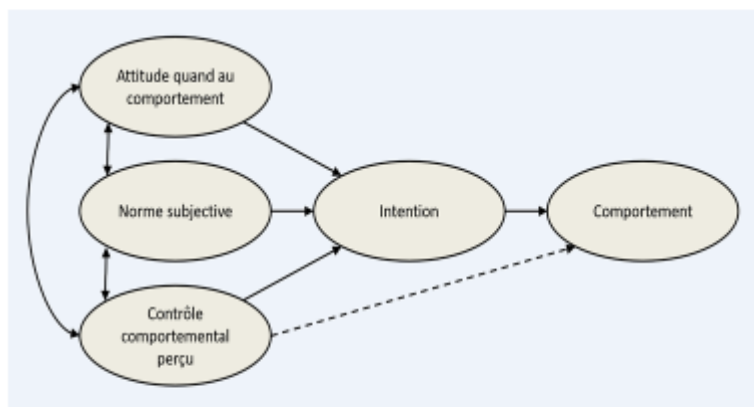 Attitude quand au
comportement
Norme subjective
Intention
Comportement
Contrôle
comportemental
perçu